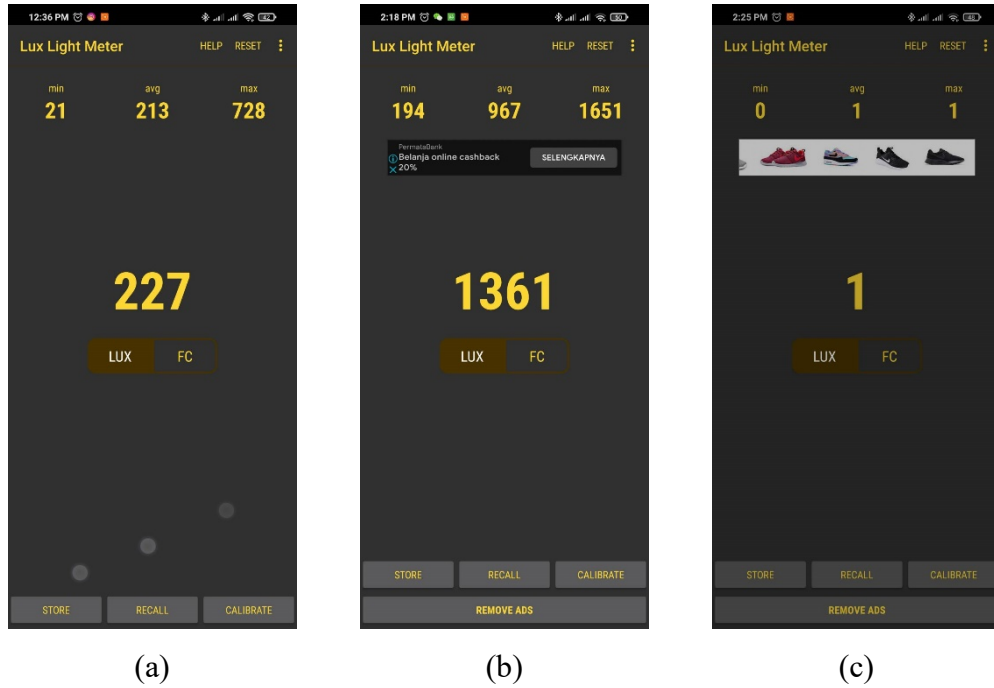 12:36 PM 42
Lux Light Meter HELP RESET
min avg max
21 213 728
227
LUX FC
STORE RECALL CALIBRATE
(a)
2:18 PM 50
Lux Light Meter HELP RESET
min avg max
194 967 1651
PermataBank
Belanja online cashback
20%
SELENGKAPNYA
1361
LUX FC
STORE RECALL CALIBRATE
REMOVE ADS
(b)
2:25 PM 48
Lux Light Meter HELP RESET
min avg max
0 1 1
1
LUX FC
STORE RECALL CALIBRATE
REMOVE ADS
(c)